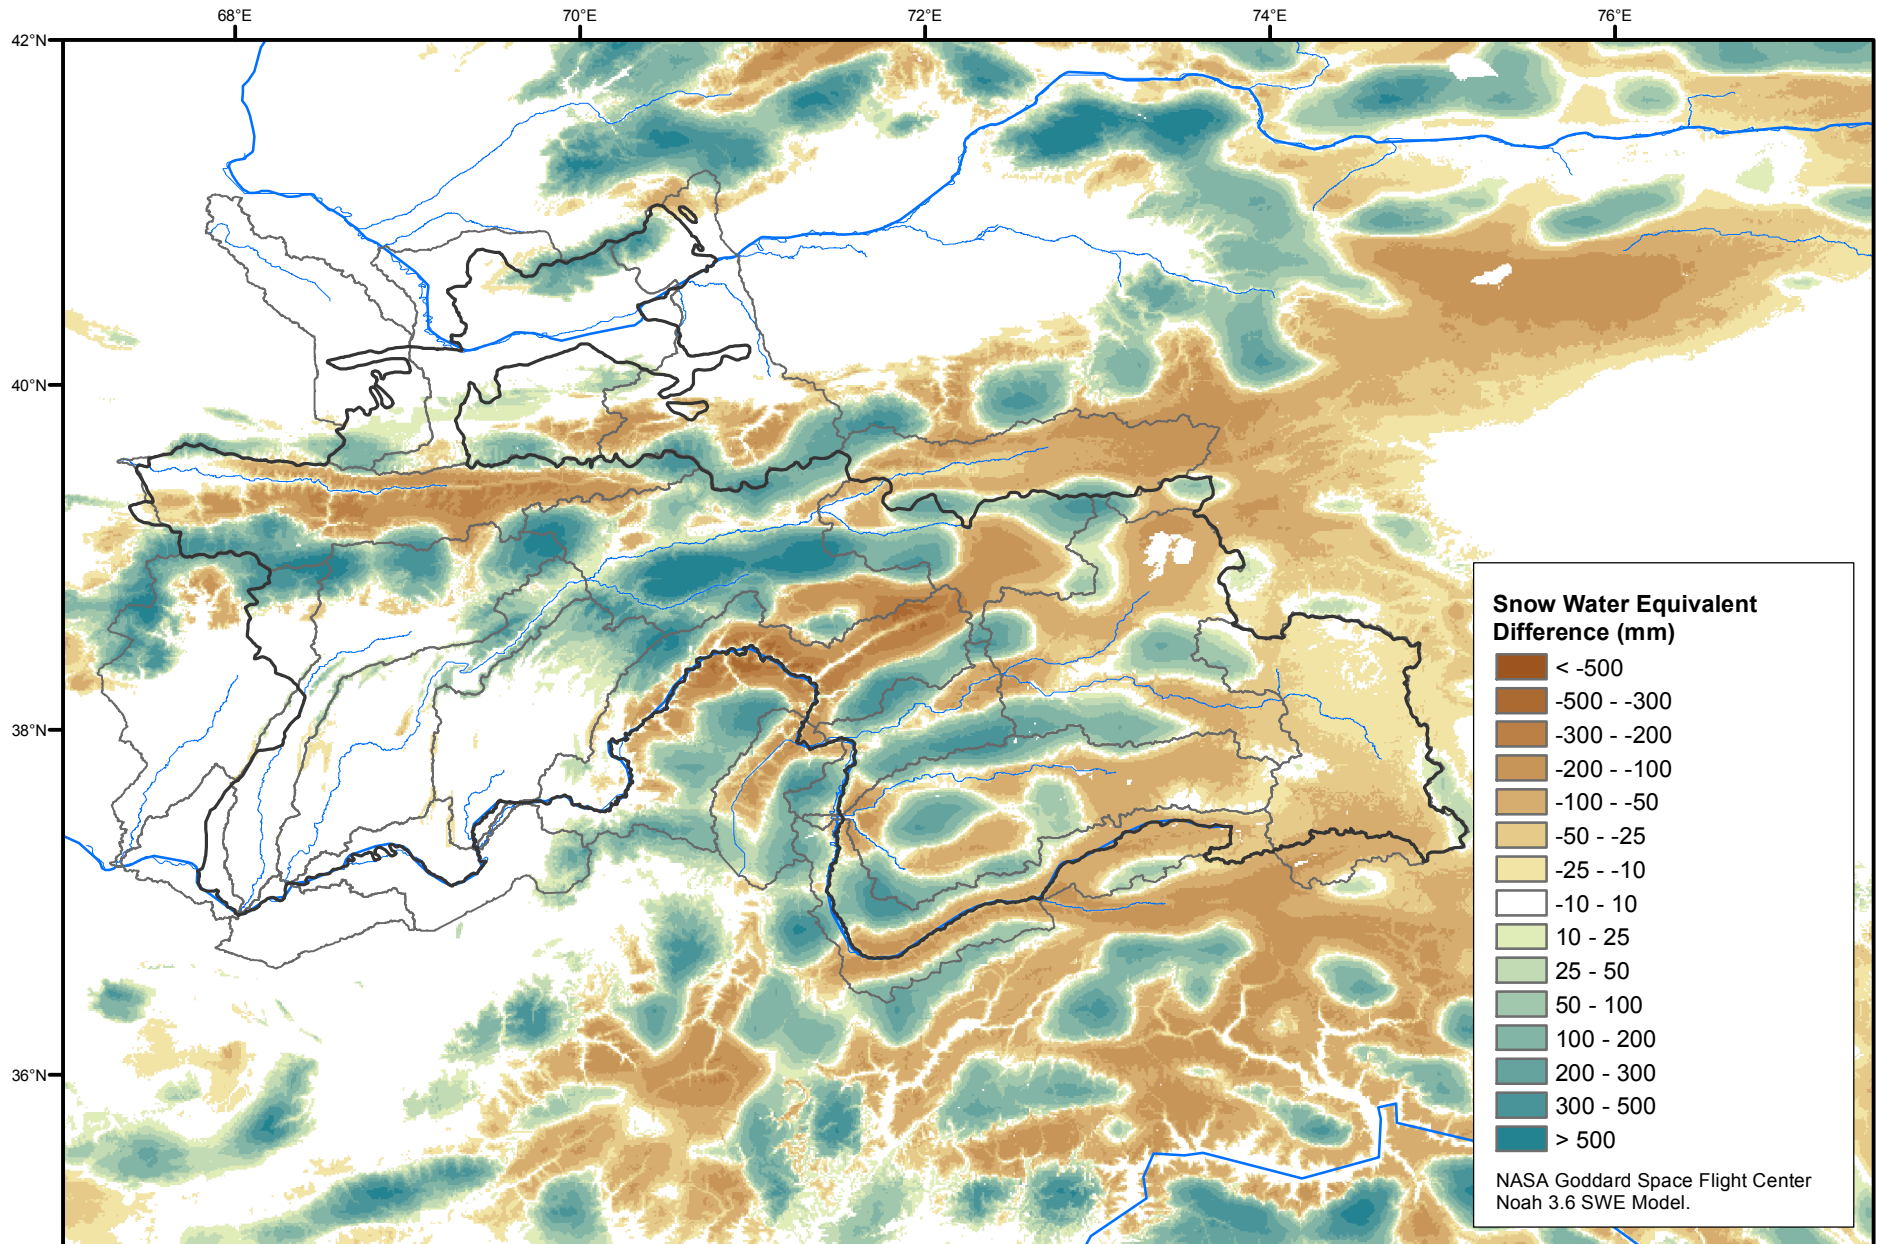 68°E 70°E 72°E 74°E 76°E
42°N
40°N
38°N
36°N
Snow Water Equivalent
Difference (mm)
< -500
-500 - -300
-300 - -200
-200 - -100
-100 - -50
-50 - -25
-25 - -10
-10 - 10
10 - 25
25 - 50
50 - 100
100 - 200
200 - 300
300 - 500
> 500
NASA Goddard Space Flight Center
Noah 3.6 SWE Model.